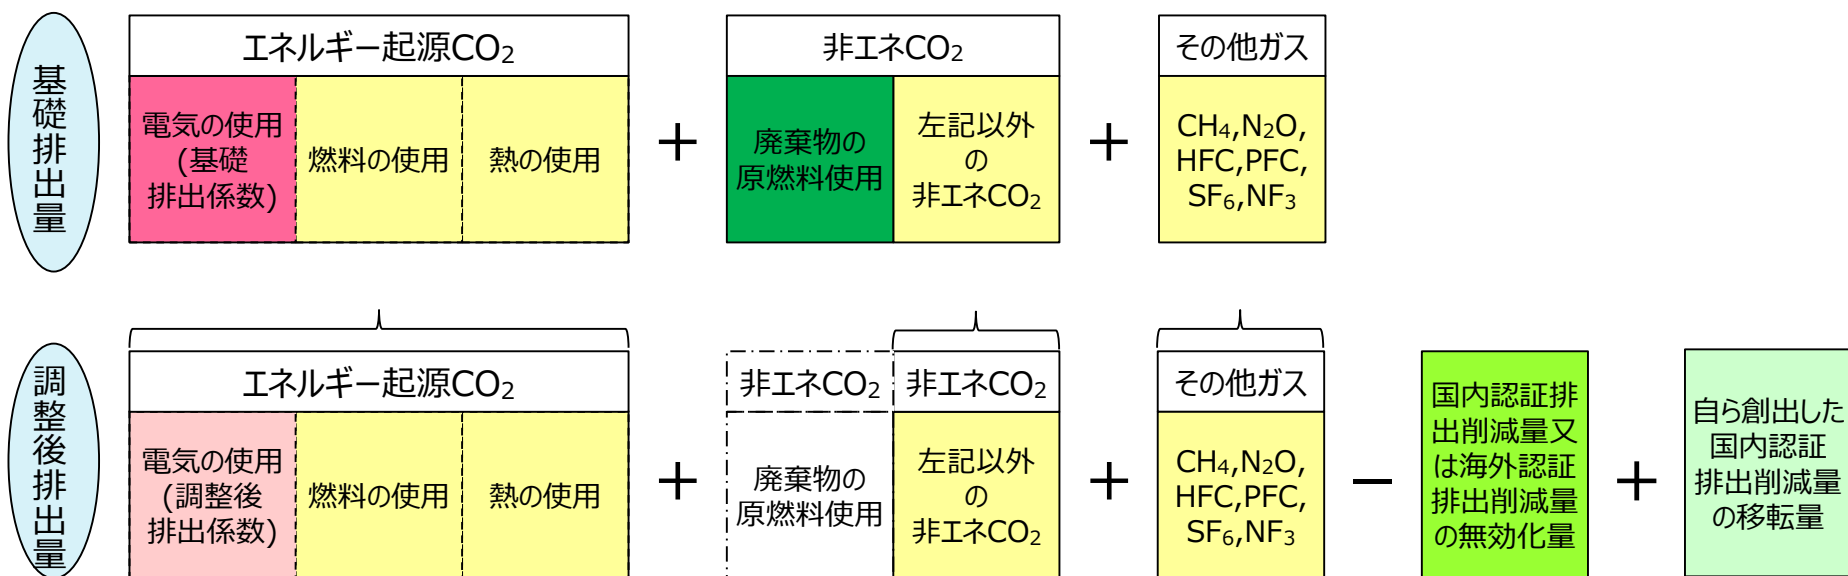 基礎排出量
エネルギー起源CO₂
電気の使用
(基礎
排出係数)
燃料の使用
熱の使用
＋
非エネCO₂
廃棄物の
原燃料使用
左記以外
の
非エネCO₂
＋
その他ガス
CH₄,N₂O,
HFC,PFC,
SF₆,NF₃
調整後排出量
エネルギー起源CO₂
電気の使用
(調整後
排出係数)
燃料の使用
熱の使用
＋
非エネCO₂
廃棄物の
原燃料使用
非エネCO₂
左記以外
の
非エネCO₂
＋
その他ガス
CH₄,N₂O,
HFC,PFC,
SF₆,NF₃
－
国内認証排
出削減量又
は海外認証
排出削減量
の無効化量
＋
自ら創出した
国内認証
排出削減量
の移転量